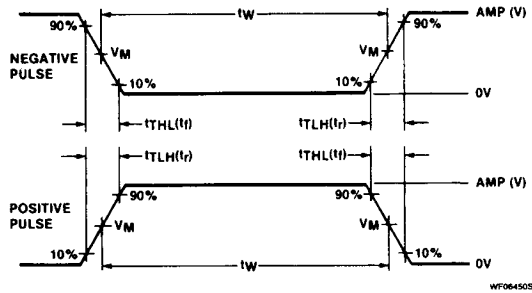 tW
AMP (V)
90%
90%
NEGATIVE
PULSE
VM
VM
10%
10%
0V
tTHL(tf)
tTLH(tr)
tTLH(tr)
tTHL(tf)
AMP (V)
90%
90%
POSITIVE
PULSE
VM
VM
10%
10%
tW
0V
WF06450S